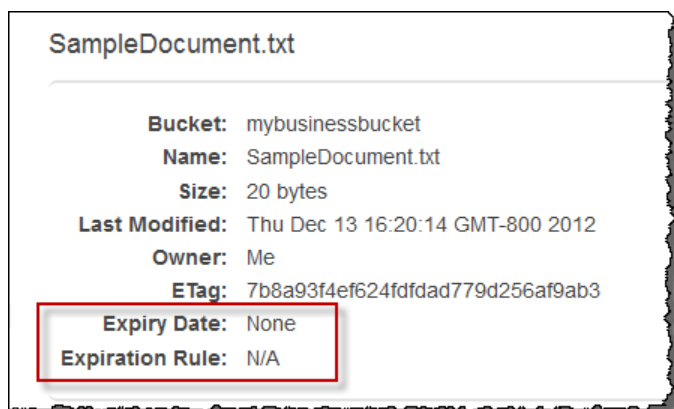 SampleDocument.txt
Bucket: mybusinessbucket
Name: SampleDocument.txt
Size: 20 bytes
Last Modified: Thu Dec 13 16:20:14 GMT-800 2012
Owner: Me
ETag: 7b8a93f4ef624fdfdad779d256af9ab3
Expiry Date: None
Expiration Rule: N/A